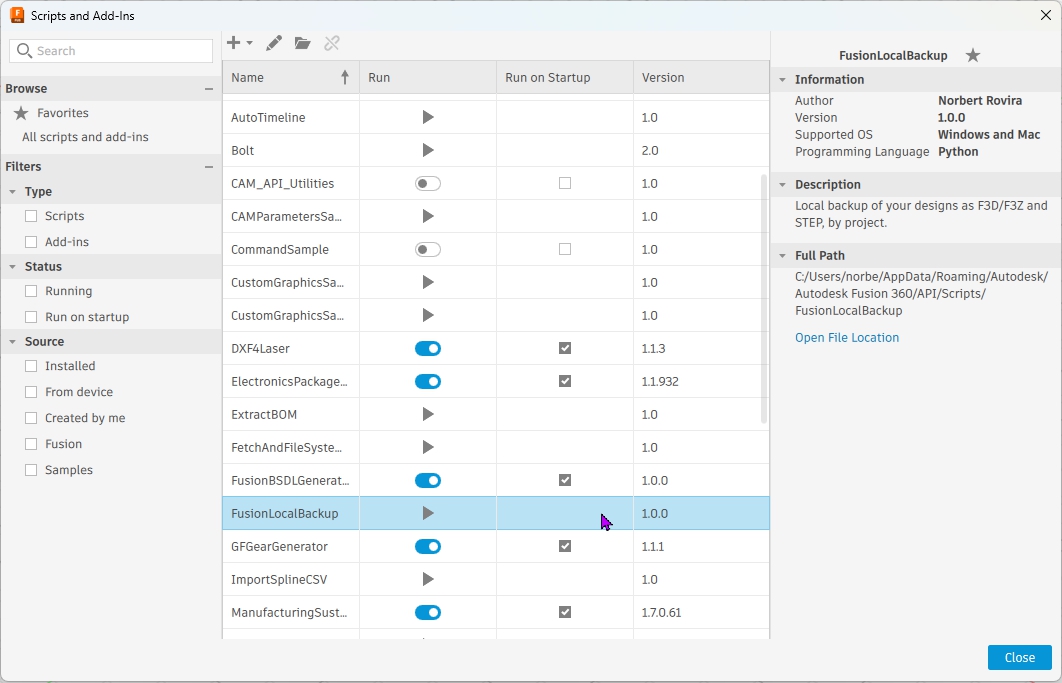 Scripts and Add-Ins
Search
Browse
Favorites
All scripts and add-ins
Filters
Type
Scripts
Add-ins
Status
Running
Run on startup
Source
Installed
From device
Created by me
Fusion
Samples
Name Run Run on Startup Version
AutoTimeline 1.0
Bolt 2.0
CAM_API_Utilities 1.0
CAMParametersSa... 1.0
CommandSample 1.0
CustomGraphicsSa... 1.0
CustomGraphicsSa... 1.0
DXF4Laser 1.1.3
ElectronicsPackage... 1.1.932
ExtractBOM 1.0
FetchAndFileSyste... 1.0
FusionBSDLGenerat... 1.0.0
FusionLocalBackup 1.0.0
GFGearGenerator 1.1.1
ImportSplineCSV 1.0
ManufacturingSust... 1.7.0.61
FusionLocalBackup
Information
Author Norbert Rovira
Version 1.0.0
Supported OS Windows and Mac
Programming Language Python
Description
Local backup of your designs as F3D/F3Z and
STEP, by project.
Full Path
C:/Users/norbe/AppData/Roaming/Autodesk/
Autodesk Fusion 360/API/Scripts/
FusionLocalBackup
Open File Location
Close